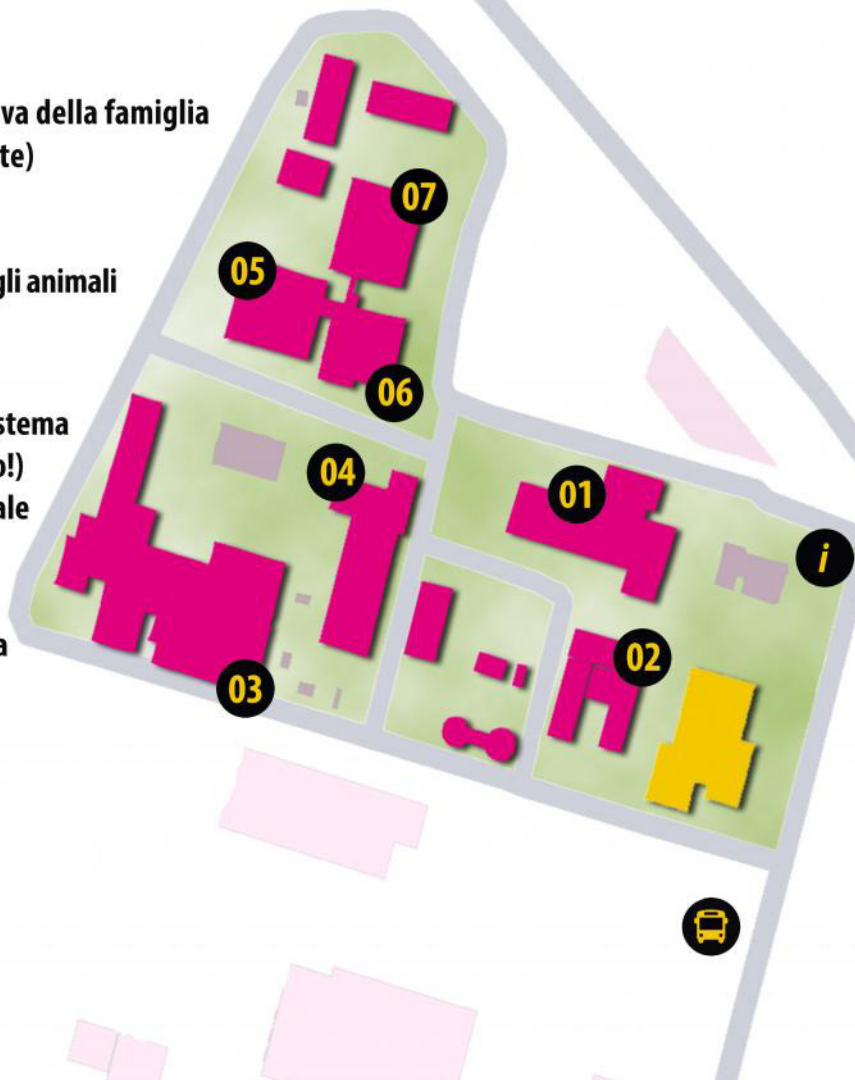 va della famiglia
te)
07
05
gli animali
06
stema
04
o!)
01
ale
i
a
02
03